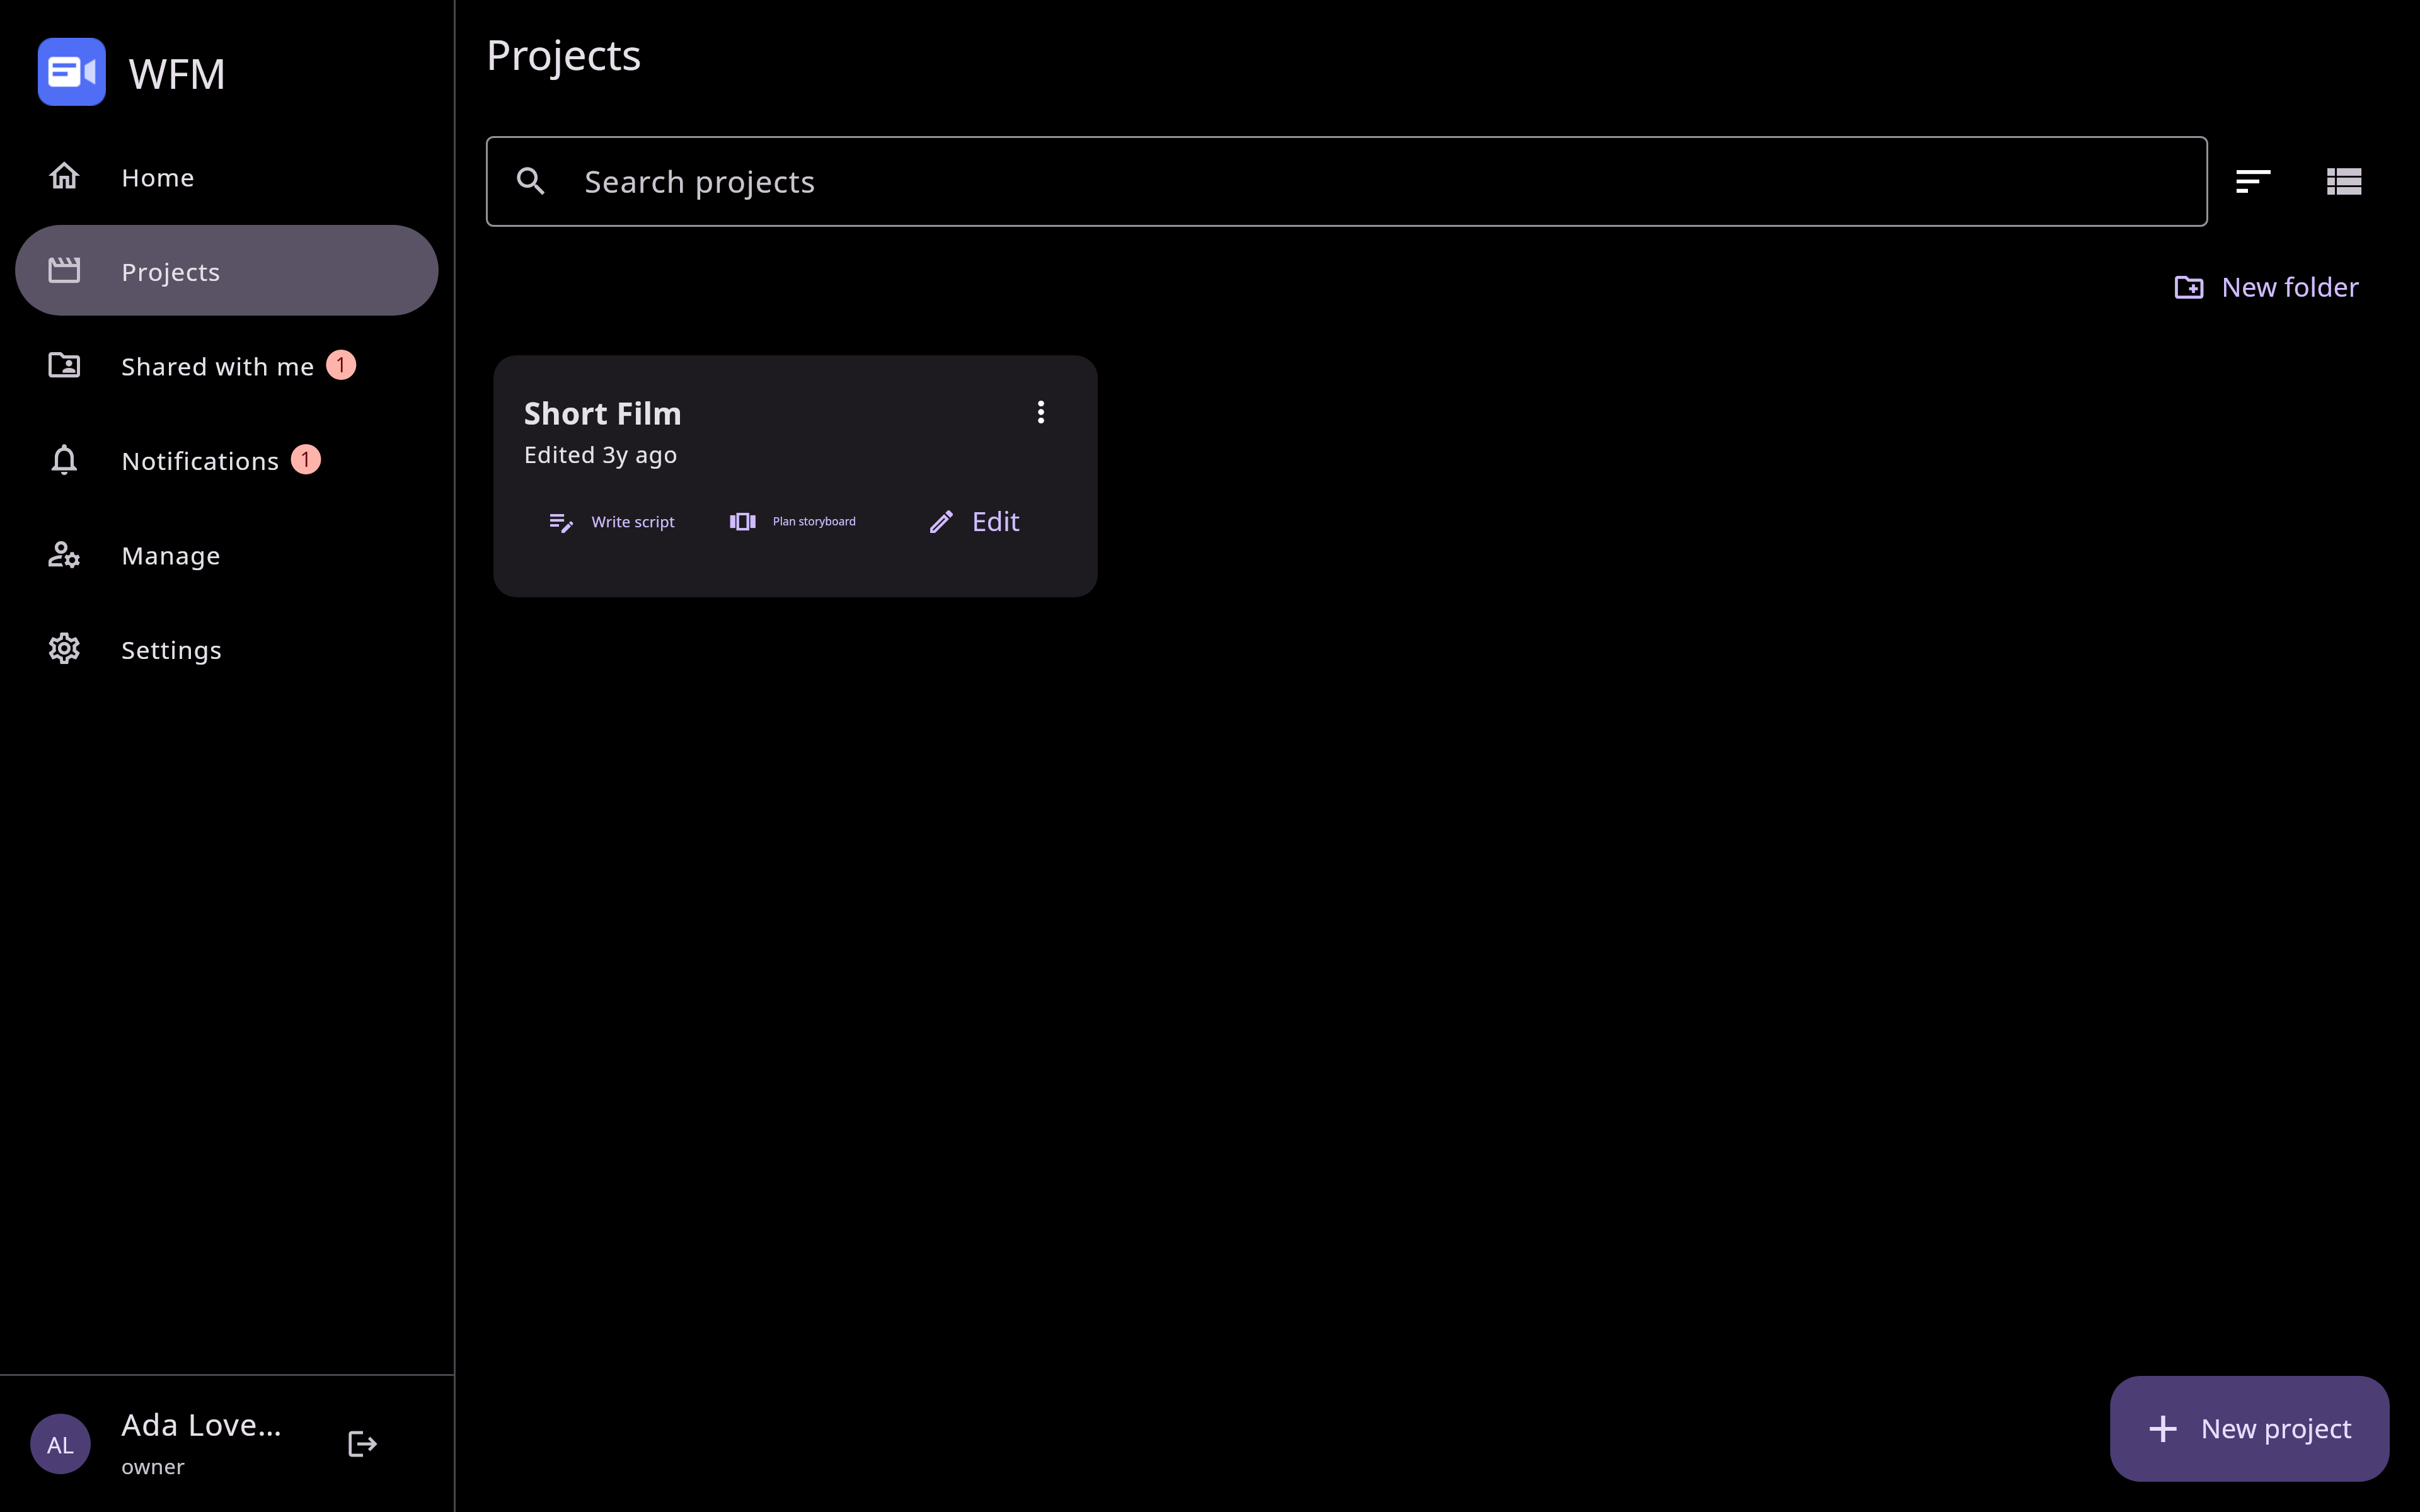 WFM
Home
Projects
Shared with me 1
Notifications 1
Manage
Settings
AL
Ada Love...
owner
Projects
Search projects
New folder
Short Film
Edited 3y ago
Write script
Plan storyboard
Edit
New project